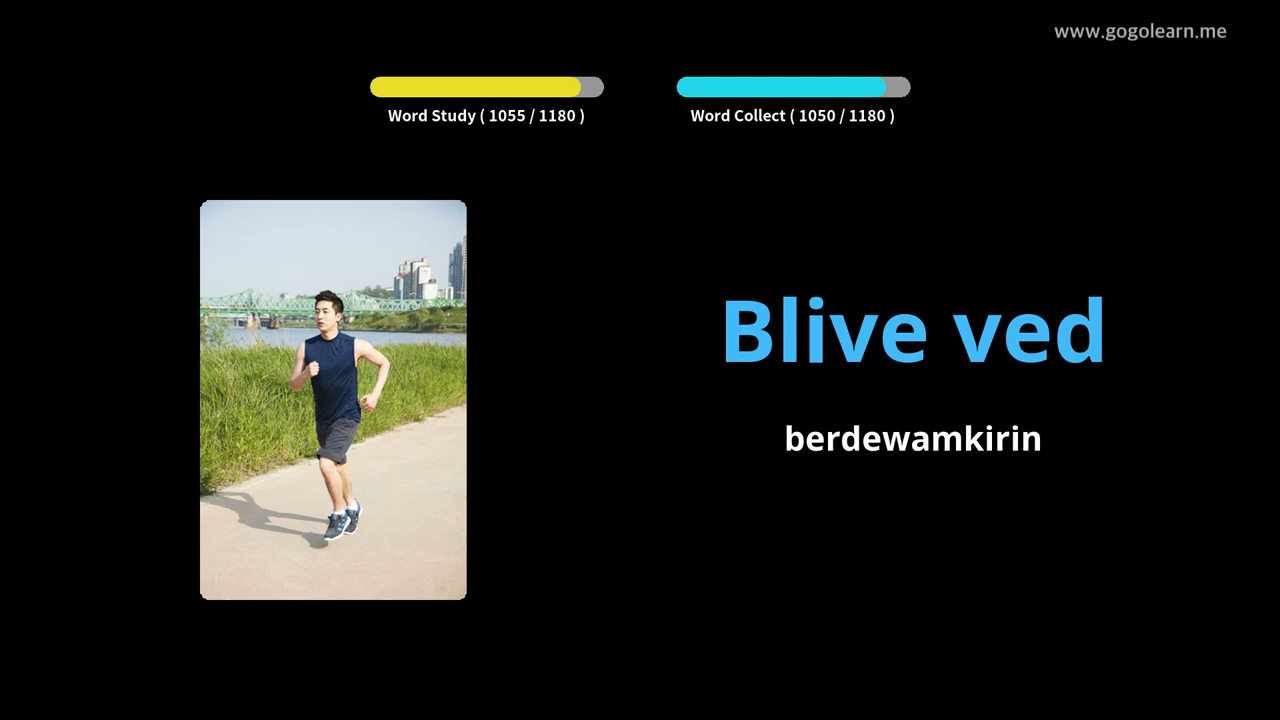 www.gogolearn.me
Word Study ( 1055 / 1180 )
Word Collect ( 1050 / 1180 )
Blive ved
berdewamkirin